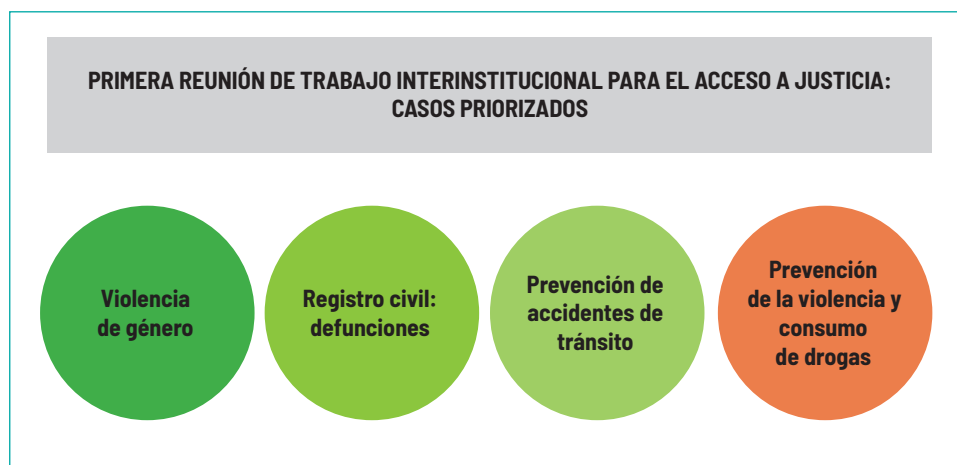 PRIMERA REUNIÓN DE TRABAJO INTERINSTITUCIONAL PARA EL ACCESO A JUSTICIA:
CASOS PRIORIZADOS
Violencia
de género
Registro civil:
defunciones
Prevención de
accidentes de
tránsito
Prevención
de la violencia y
consumo
de drogas